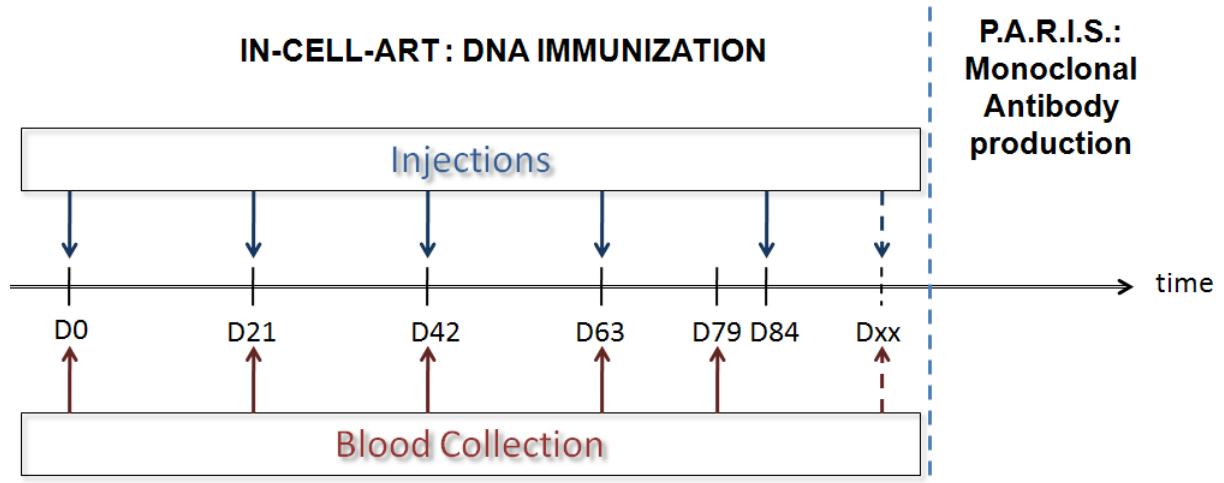 IN-CELL-ART : DNA IMMUNIZATION
P.A.R.I.S.:
Monoclonal
Antibody
production
Injections
time
D0 D21 D42 D63 D79 D84 Dxx
Blood Collection